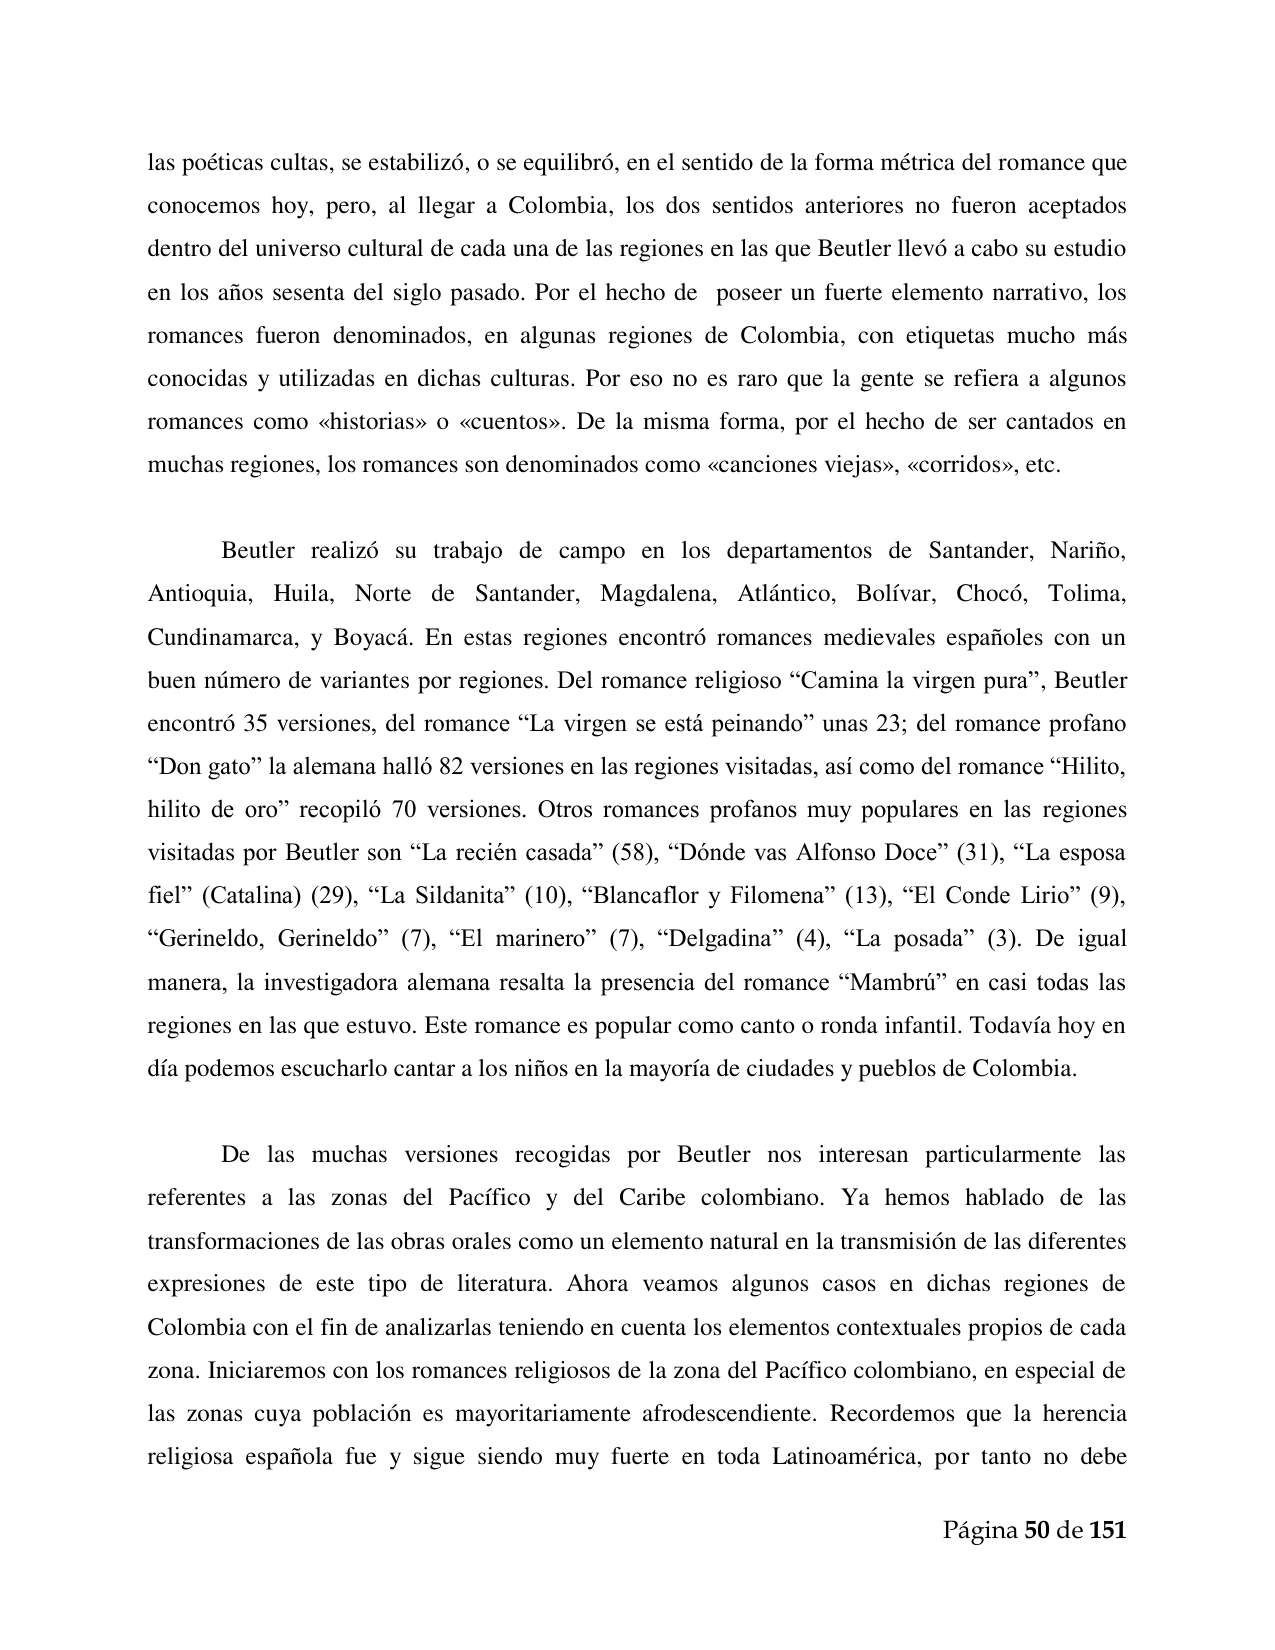 las poéticas cultas, se estabilizó, o se equilibró, en el sentido de la forma métrica del romance que
conocemos hoy, pero, al llegar a Colombia, los dos sentidos anteriores no fueron aceptados
dentro del universo cultural de cada una de las regiones en las que Beutler llevó a cabo su estudio
en los años sesenta del siglo pasado. Por el hecho de poseer un fuerte elemento narrativo, los
romances fueron denominados, en algunas regiones de Colombia, con etiquetas mucho más
conocidas y utilizadas en dichas culturas. Por eso no es raro que la gente se refiera a algunos
romances como «historias» o «cuentos». De la misma forma, por el hecho de ser cantados en
muchas regiones, los romances son denominados como «canciones viejas», «corridos», etc.
Beutler realizó su trabajo de campo en los departamentos de Santander, Nariño,
Antioquia, Huila, Norte de Santander, Magdalena, Atlántico, Bolívar, Chocó, Tolima,
Cundinamarca, y Boyacá. En estas regiones encontró romances medievales españoles con un
buen número de variantes por regiones. Del romance religioso “Camina la virgen pura”, Beutler
encontró 35 versiones, del romance “La virgen se está peinando” unas 23; del romance profano
“Don gato” la alemana halló 82 versiones en las regiones visitadas, así como del romance “Hilito,
hilito de oro” recopiló 70 versiones. Otros romances profanos muy populares en las regiones
visitadas por Beutler son “La recién casada” (58), “Dónde vas Alfonso Doce” (31), “La esposa
fiel” (Catalina) (29), “La Sildanita” (10), “Blancaflor y Filomena” (13), “El Conde Lirio” (9),
“Gerineldo, Gerineldo” (7), “El marinero” (7), “Delgadina” (4), “La posada” (3). De igual
manera, la investigadora alemana resalta la presencia del romance “Mambrú” en casi todas las
regiones en las que estuvo. Este romance es popular como canto o ronda infantil. Todavía hoy en
día podemos escucharlo cantar a los niños en la mayoría de ciudades y pueblos de Colombia.
De las muchas versiones recogidas por Beutler nos interesan particularmente las
referentes a las zonas del Pacífico y del Caribe colombiano. Ya hemos hablado de las
transformaciones de las obras orales como un elemento natural en la transmisión de las diferentes
expresiones de este tipo de literatura. Ahora veamos algunos casos en dichas regiones de
Colombia con el fin de analizarlas teniendo en cuenta los elementos contextuales propios de cada
zona. Iniciaremos con los romances religiosos de la zona del Pacífico colombiano, en especial de
las zonas cuya población es mayoritariamente afrodescendiente. Recordemos que la herencia
religiosa española fue y sigue siendo muy fuerte en toda Latinoamérica, por tanto no debe
Página 50 de 151